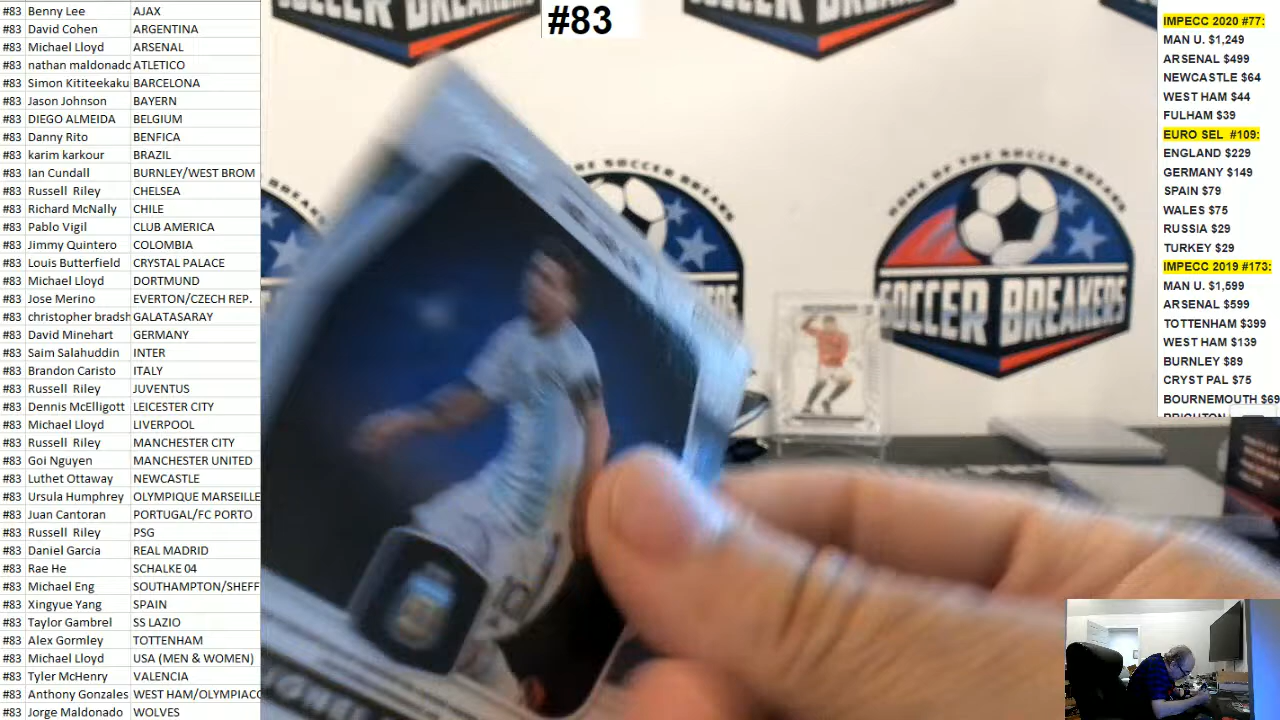 #83 Benny Lee AJAX
#83 David Cohen ARGENTINA
#83 Michael Lloyd ARSENAL
#83 nathan maldonado ATLETICO
#83 Simon Kititeekaku BARCELONA
#83 Jason Johnson BAYERN
#83 DIEGO ALMEIDA BELGIUM
#83 Danny Rito BENFICA
#83 karim karkour BRAZIL
#83 Ian Cundall BURNLEY/WEST BROM
#83 Russell Riley CHELSEA
#83 Richard McNally CHILE
#83 Pablo Vigil CLUB AMERICA
#83 Jimmy Quintero COLOMBIA
#83 Louis Butterfield CRYSTAL PALACE
#83 Michael Lloyd DORTMUND
#83 Jose Merino EVERTON/CZECH REP.
#83 christopher bradsh GALATASARAY
#83 David Minehart GERMANY
#83 Saim Salahuddin INTER
#83 Brandon Caristo ITALY
#83 Russell Riley JUVENTUS
#83 Dennis McElligott LEICESTER CITY
#83 Michael Lloyd LIVERPOOL
#83 Russell Riley MANCHESTER CITY
#83 Goi Nguyen MANCHESTER UNITED
#83 Luthet Ottaway NEWCASTLE
#83 Ursula Humphrey OLYMPIQUE MARSEILLE
#83 Juan Cantoran PORTUGAL/FC PORTO
#83 Russell Riley PSG
#83 Daniel Garcia REAL MADRID
#83 Rae He SCHALKE 04
#83 Michael Eng SOUTHAMPTON/SHEFF
#83 Xingyue Yang SPAIN
#83 Taylor Gambrel SS LAZIO
#83 Alex Gormley TOTTENHAM
#83 Michael Lloyd USA (MEN & WOMEN)
#83 Tyler McHenry VALENCIA
#83 Anthony Gonzales WEST HAM/OLYMPIACO
#83 Jorge Maldonado WOLVES
#83
SOCCER BREAKERS
THE SOCCER
HOME OF THE SOCCER BREAKS
SOCCER BREAKERS
IMPECC 2020 #77:
MAN U. $1,249
ARSENAL $499
NEWCASTLE $64
WEST HAM $44
FULHAM $39
EURO SEL #109:
ENGLAND $229
GERMANY $149
SPAIN $79
WALES $75
RUSSIA $29
TURKEY $29
IMPECC 2019 #173:
MAN U. $1,599
ARSENAL $599
TOTTENHAM $399
WEST HAM $139
BURNLEY $89
CRYST PAL $75
BOURNEMOUTH $69
BRIGHTON